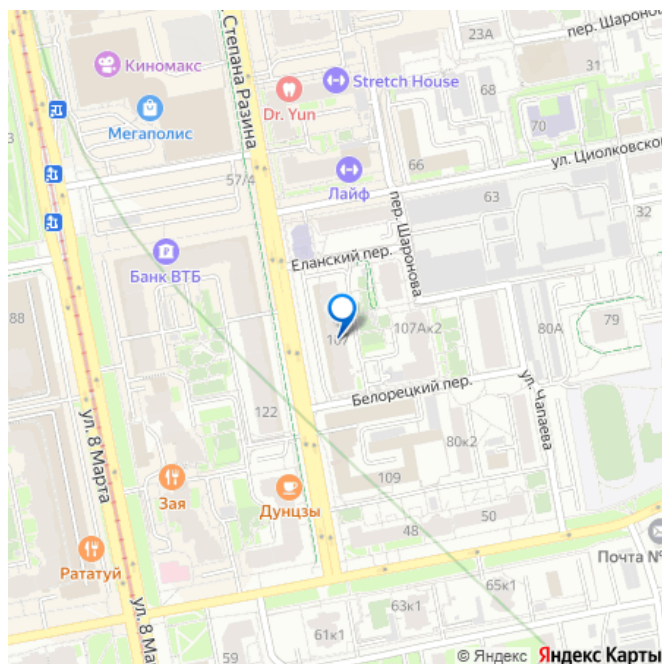 23А
пер. Шаронова
Киномакс
Степана Разина
31
Stretch House
Dr. Yun
68
Мегаполис
70
66
ул. Циолковского
57/4
Лайф
63
пер. Шаронова
32
Еланский пер.
Банк ВТБ
88
107
107Ак2
80А
79
Белорецкий пер.
ул. 8 Марта
122
ул. Чапаева
80к2
109
Зая
Дунцзы
50
48
Рататуй
Почта №
65к1
ул. 8 Ма
63к1
59
61к1
© Яндекс Яндекс Карты